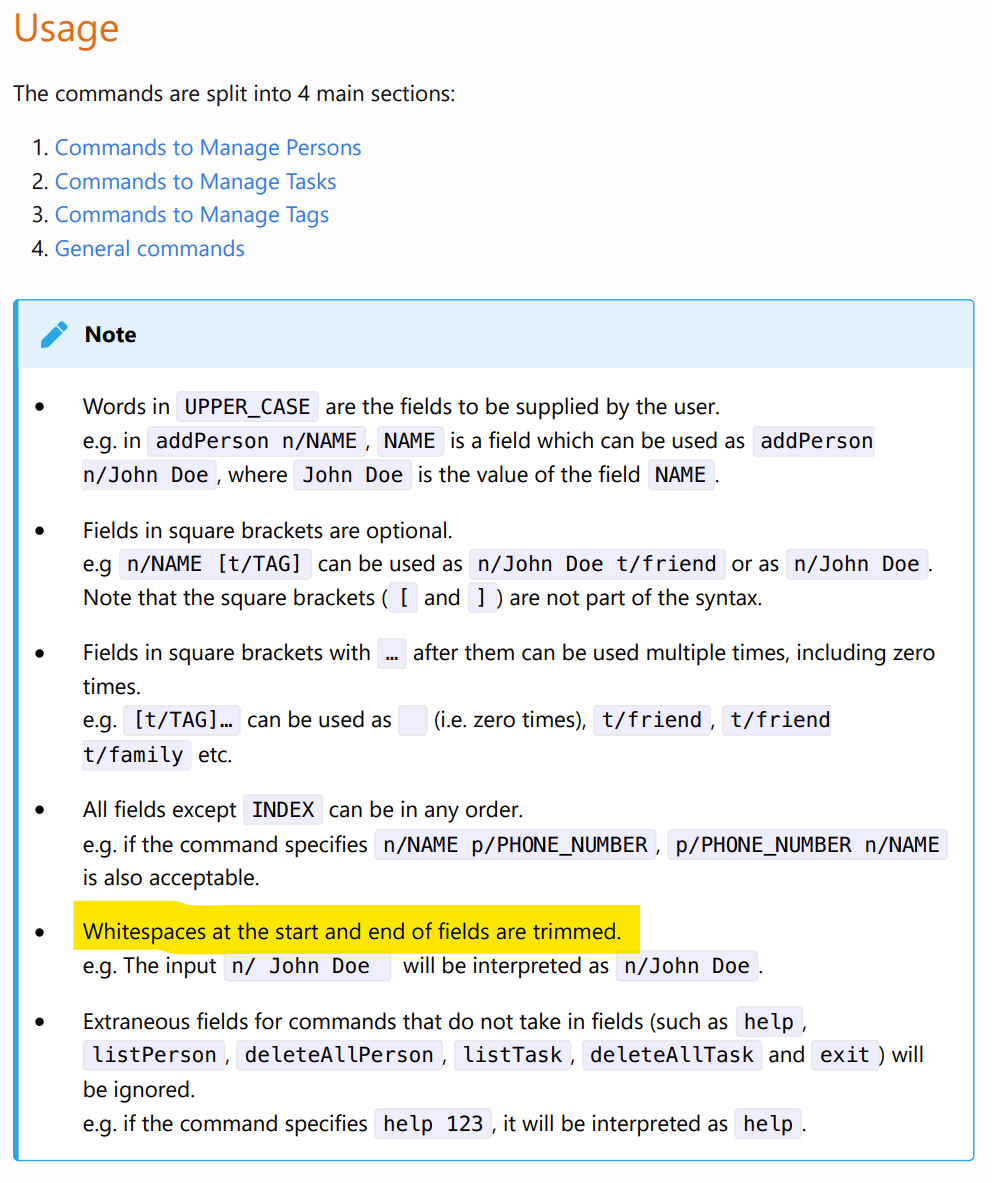 Usage
The commands are split into 4 main sections:
1. Commands to Manage Persons
2. Commands to Manage Tasks
3. Commands to Manage Tags
4. General commands
Note
• Words in UPPER_CASE are the fields to be supplied by the user.
e.g. in addPerson n/NAME, NAME is a field which can be used as addPerson
n/John Doe, where John Doe is the value of the field NAME.
• Fields in square brackets are optional.
e.g n/NAME [t/TAG] can be used as n/John Doe t/friend or as n/John Doe.
Note that the square brackets ( [ and ] ) are not part of the syntax.
• Fields in square brackets with … after them can be used multiple times, including zero
times.
e.g. [t/TAG]… can be used as   (i.e. zero times), t/friend, t/friend
t/family etc.
• All fields except INDEX can be in any order.
e.g. if the command specifies n/NAME p/PHONE_NUMBER, p/PHONE_NUMBER n/NAME
is also acceptable.
• Whitespaces at the start and end of fields are trimmed.
e.g. The input n/ John Doe   will be interpreted as n/John Doe.
• Extraneous fields for commands that do not take in fields (such as help,
listPerson, deleteAllPerson, listTask, deleteAllTask and exit) will
be ignored.
e.g. if the command specifies help 123, it will be interpreted as help.